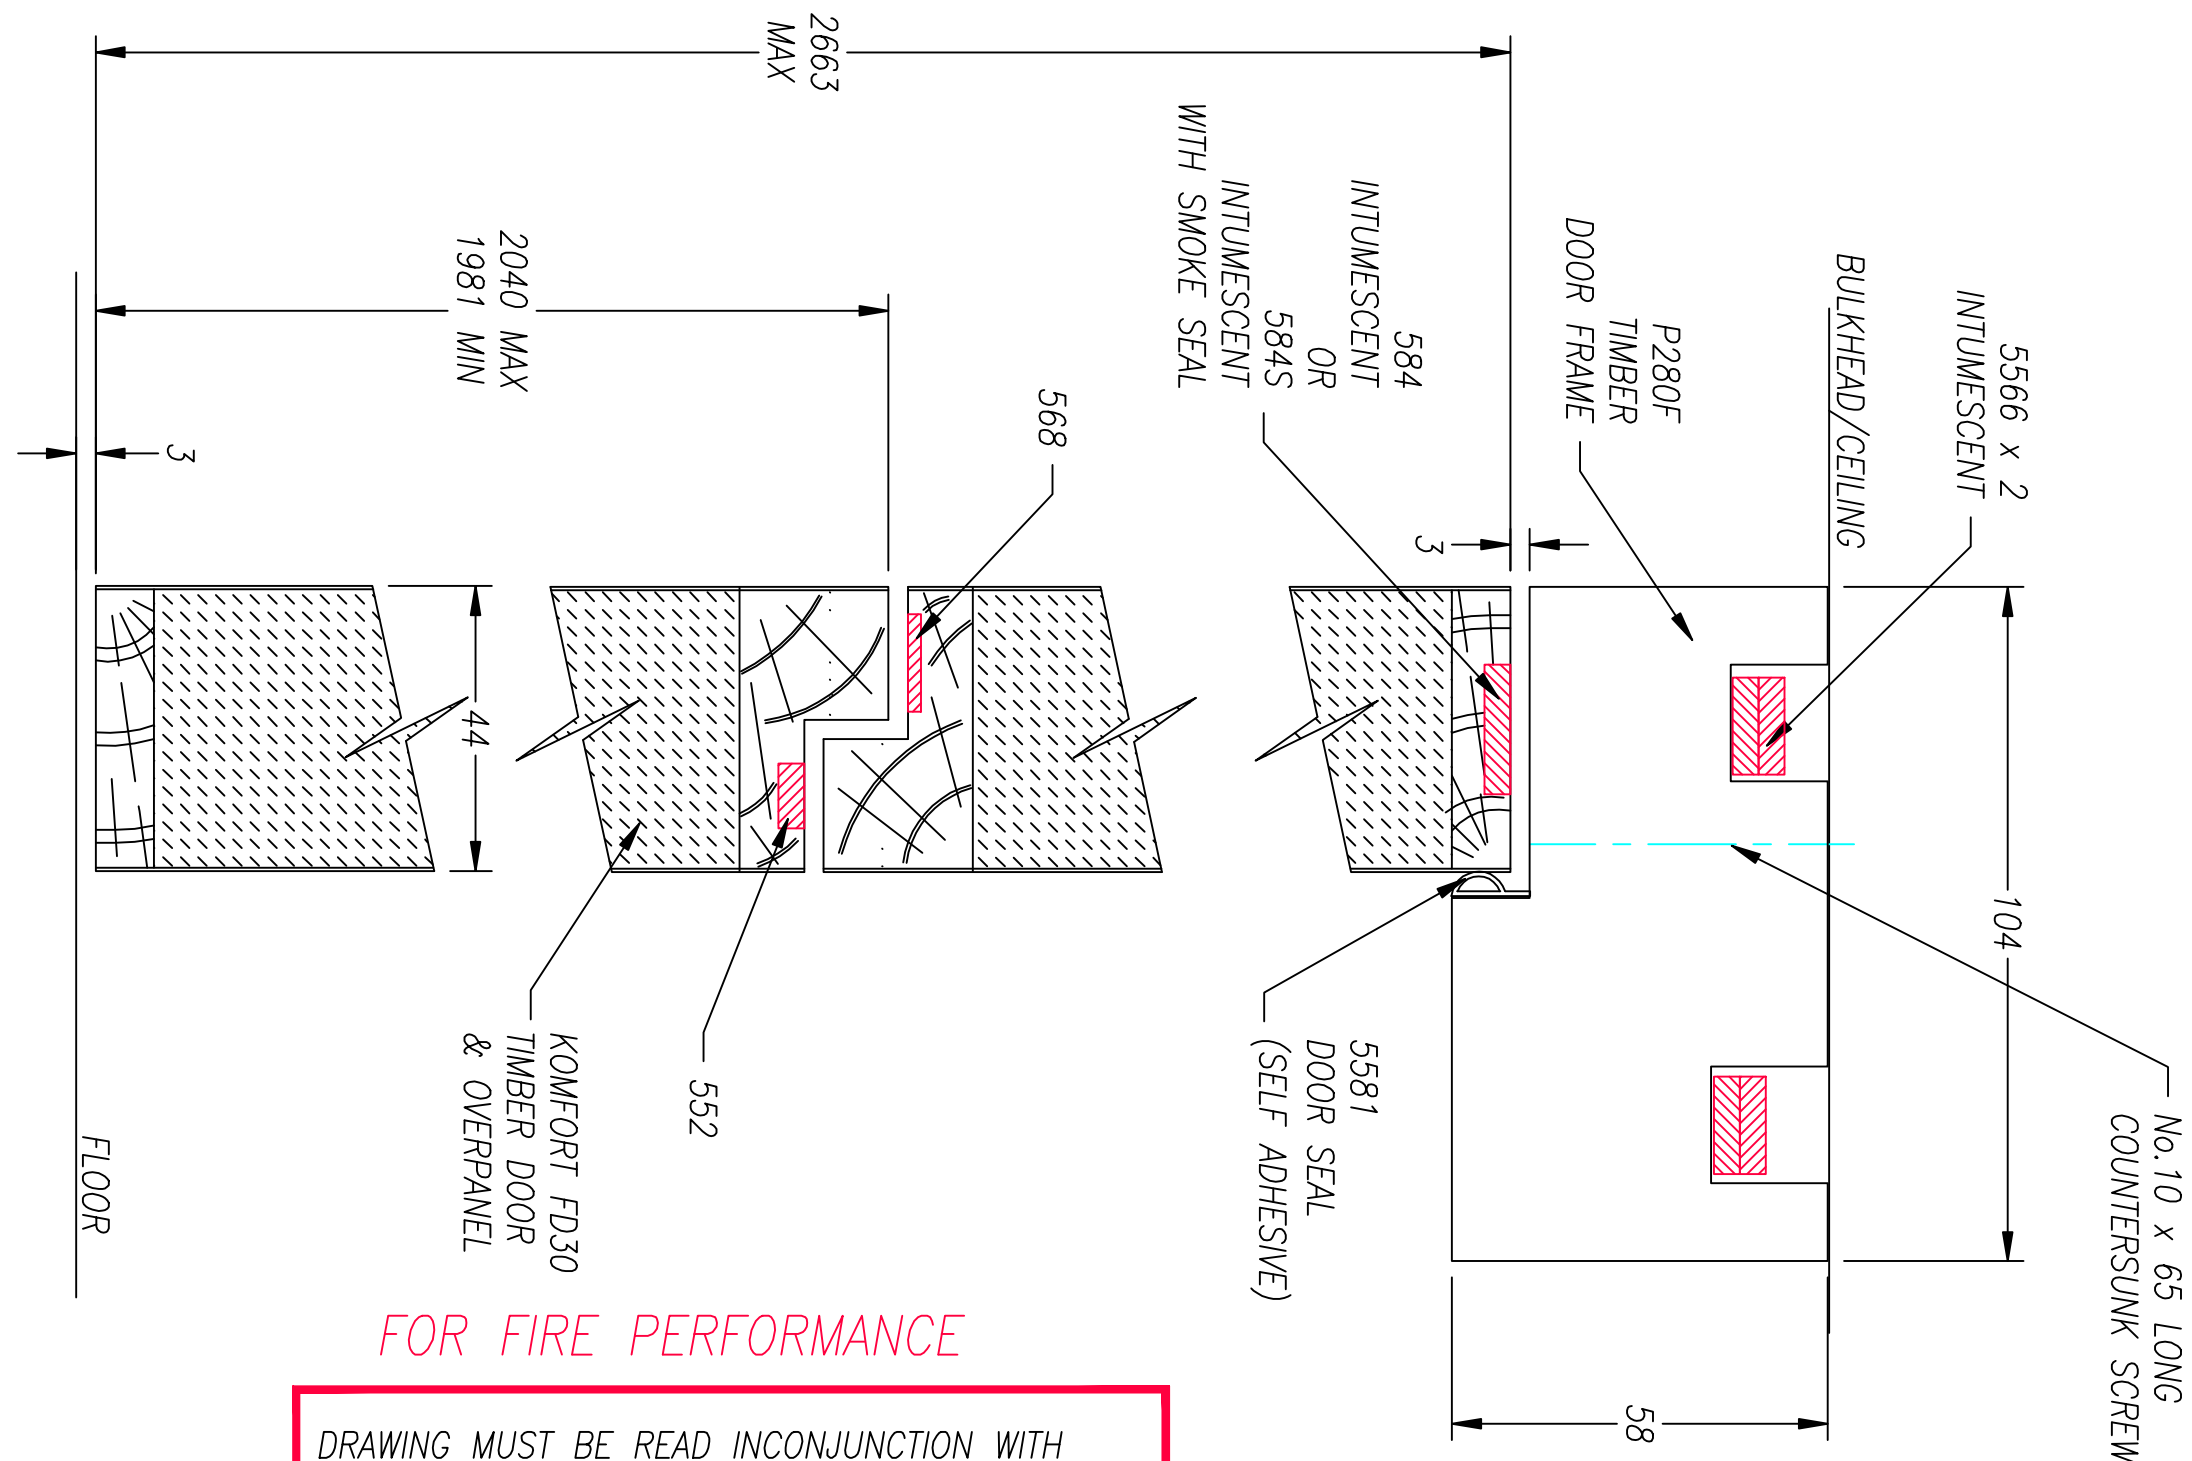 2663
MAX
2040 MAX
1981 MIN
3
44
568
584
INTUMESCENT
OR
584S
INTUMESCENT
WITH SMOKE SEAL
P280F
TIMBER
DOOR FRAME
BULKHEAD/CEILING
5566 x 2
INTUMESCENT
3
104
No.10 x 65 LONG
COUNTERSUNK SCREW
58
5581
DOOR SEAL
(SELF ADHESIVE)
552
KOMFORT FD30
TIMBER DOOR
& OVERPANEL
FLOOR
FOR FIRE PERFORMANCE
DRAWING MUST BE READ INCONJUNCTION WITH